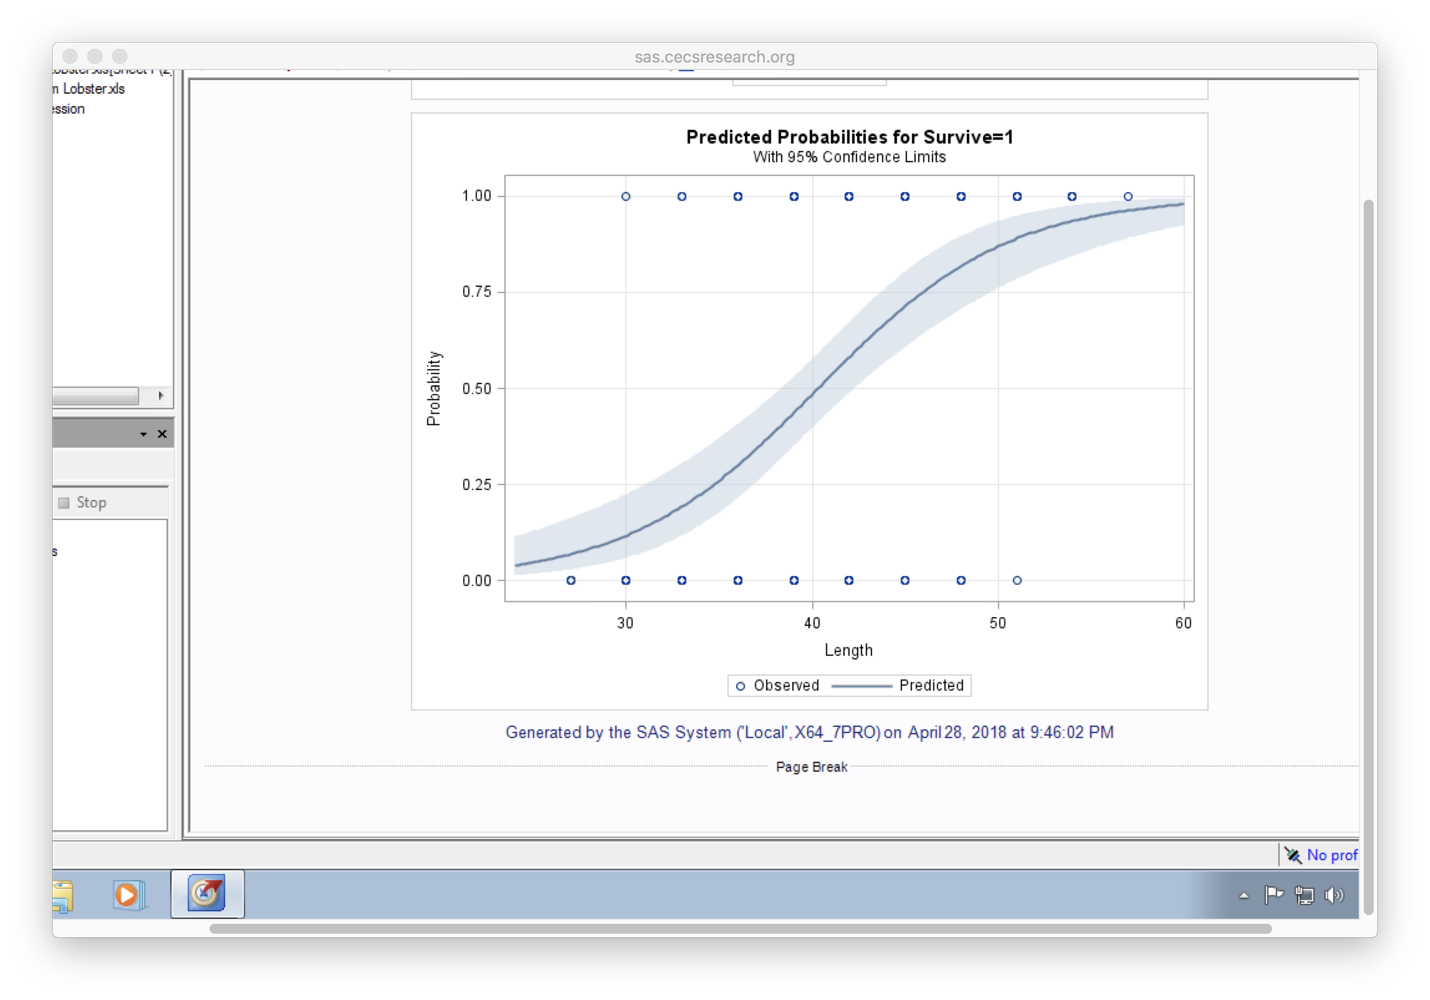 sas.cecsresearch.org
n Lobster.xls
ession
Predicted Probabilities for Survive=1
With 95% Confidence Limits
1.00
0.75
0.50
0.25
0.00
Probability
30 40 50 60
Length
Observed Predicted
Stop
s
Generated by the SAS System ('Local', X64_7PRO) on April 28, 2018 at 9:46:02 PM
Page Break
No prof